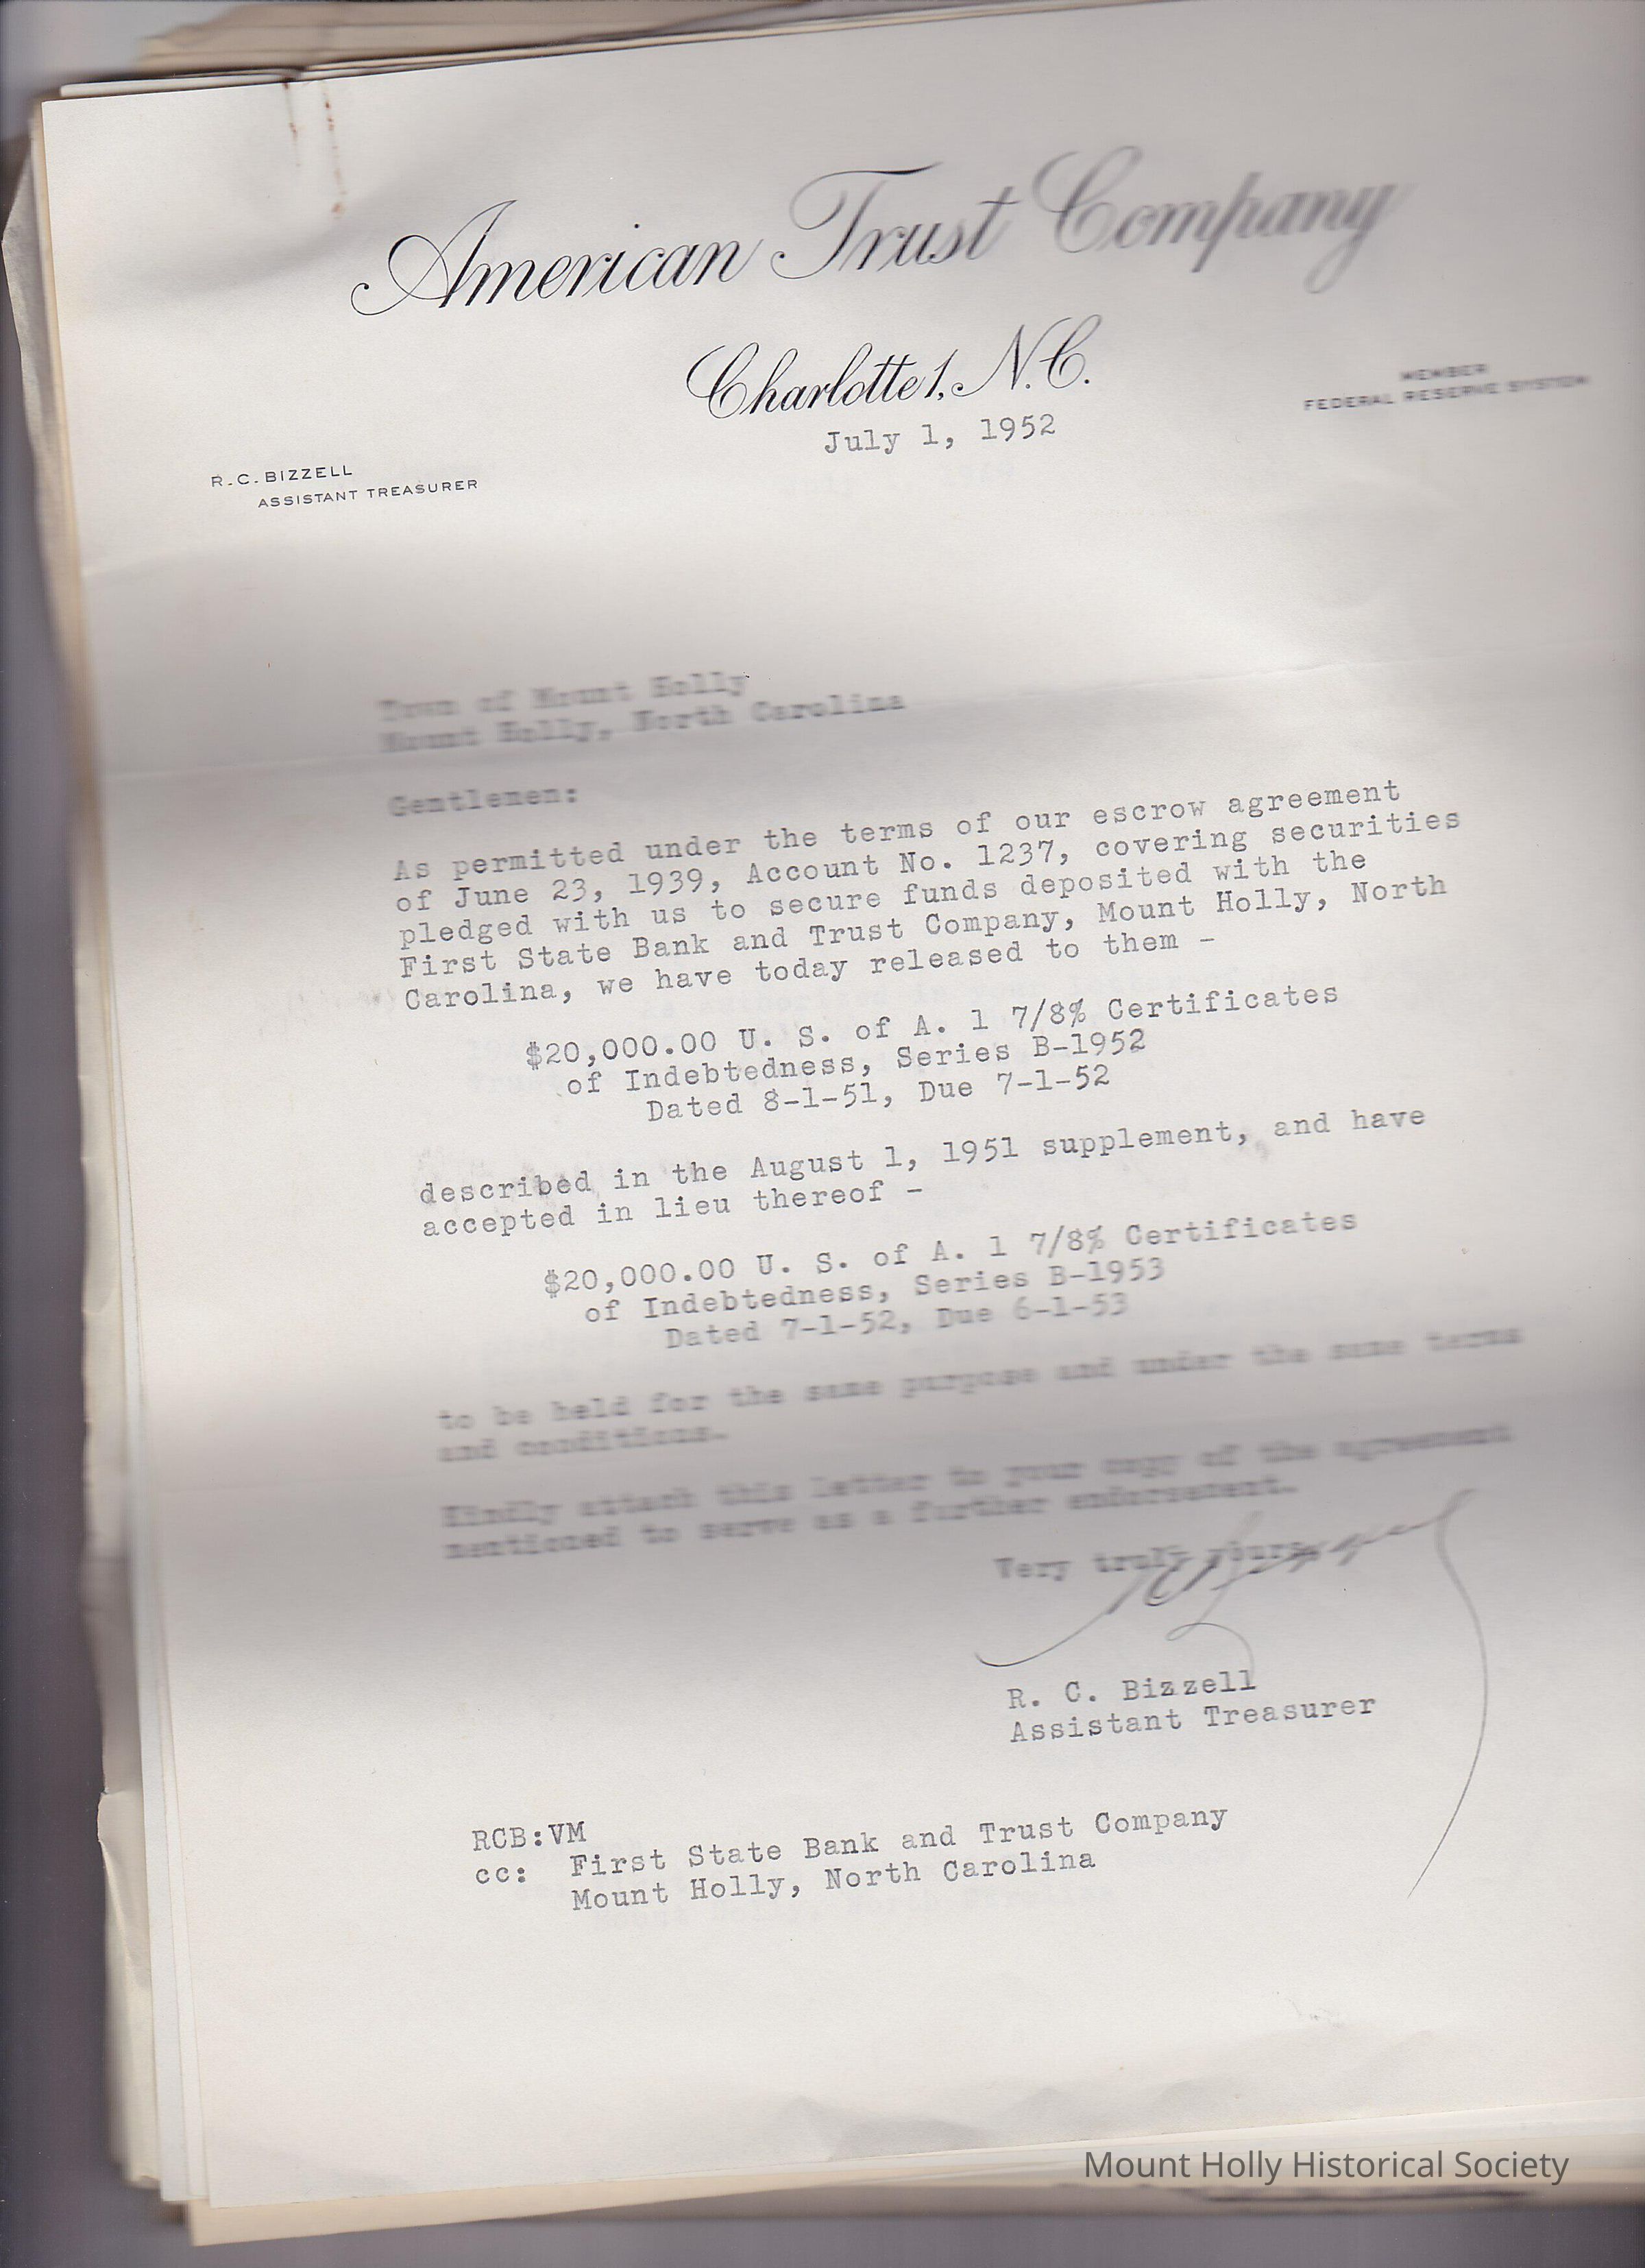 American Trust Company
Charlotte 1, N.C.
MEMBER
FEDERAL RESERVE SYSTEM
July 1, 1952
R.C. BIZZELL
ASSISTANT TREASURER
Town of Mount Holly
Mount Holly, North Carolina
Gentlemen:
As permitted under the terms of our escrow agreement
of June 23, 1939, Account No. 1237, covering securities
pledged with us to secure funds deposited with the
First State Bank and Trust Company, Mount Holly, North
Carolina, we have today released to them -
$20,000.00 U. S. of A. 1 7/8% Certificates
of Indebtedness, Series B-1952
Dated 8-1-51, Due 7-1-52
described in the August 1, 1951 supplement, and have
accepted in lieu thereof -
$20,000.00 U. S. of A. 1 7/8% Certificates
of Indebtedness, Series B-1953
Dated 7-1-52, Due 6-1-53
to be held for the same purpose and under the same terms
and conditions.
Kindly attach this letter to your copy of the agreement
mentioned to serve as a further endorsement.
Very truly yours,
R. C. Bizzell
Assistant Treasurer
RCB:VM
cc: First State Bank and Trust Company
Mount Holly, North Carolina
Mount Holly Historical Society